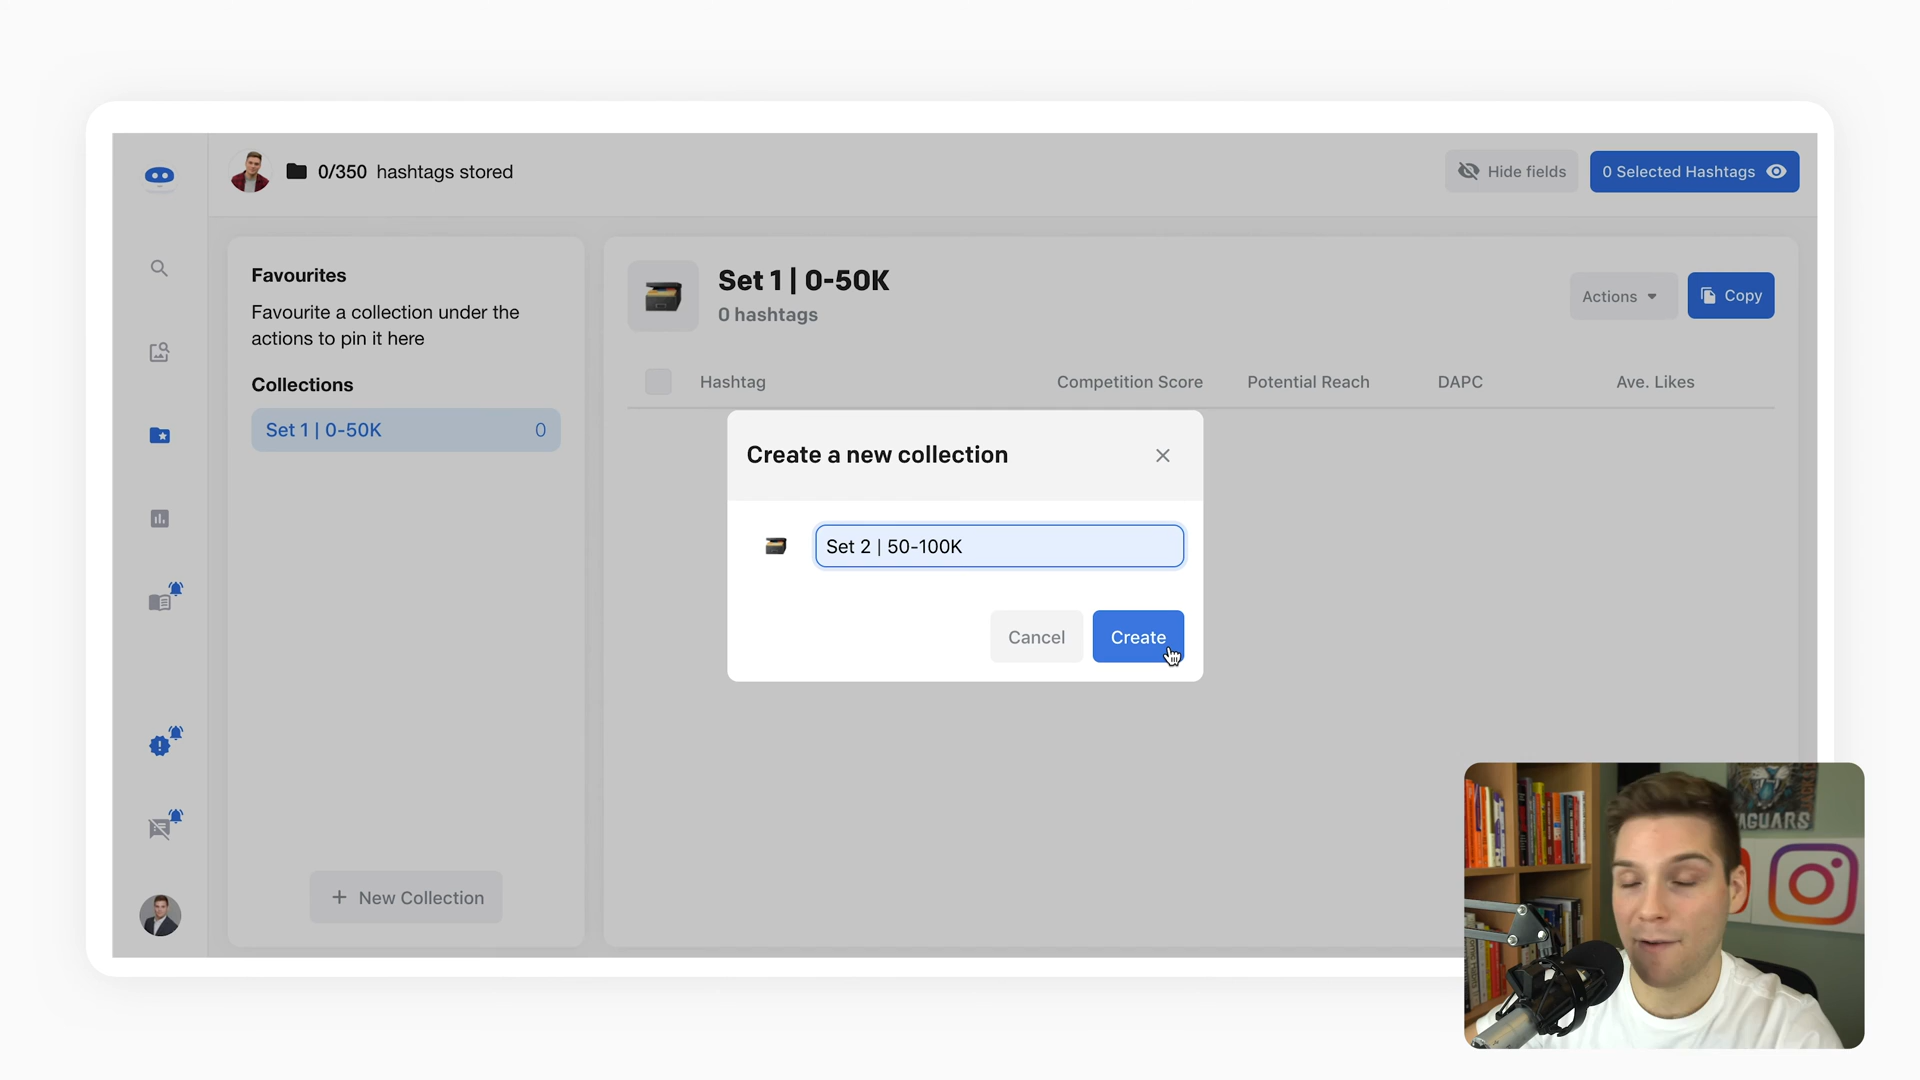 0/350 hashtags stored
Hide fields
0 Selected Hashtags
Favourites
Favourite a collection under the
actions to pin it here
Collections
Set 1 | 0-50K 0
+ New Collection
Set 1 | 0-50K
0 hashtags
Actions
Copy
Hashtag Competition Score Potential Reach DAPC Ave. Likes
Create a new collection
Set 2 | 50-100K
Cancel
Create
AGUARS